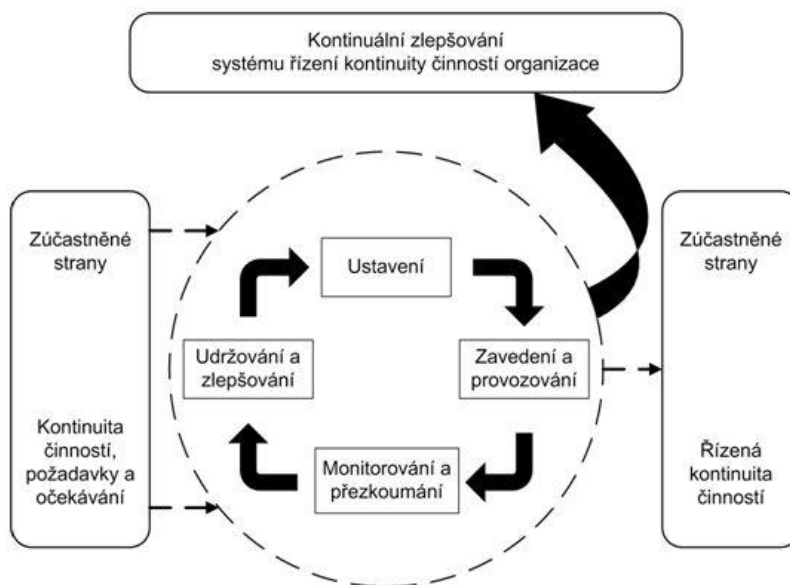 Kontinuální zlepšování
systému řízení kontinuity činností organizace
Zúčastněné
strany
Kontinuita
činností,
požadavky a
očekávání
Ustavení
Udržování a
zlepšování
Zavedení a
provozování
Monitorování a
přezkoumání
Zúčastněné
strany
Řízená
kontinuita
činností